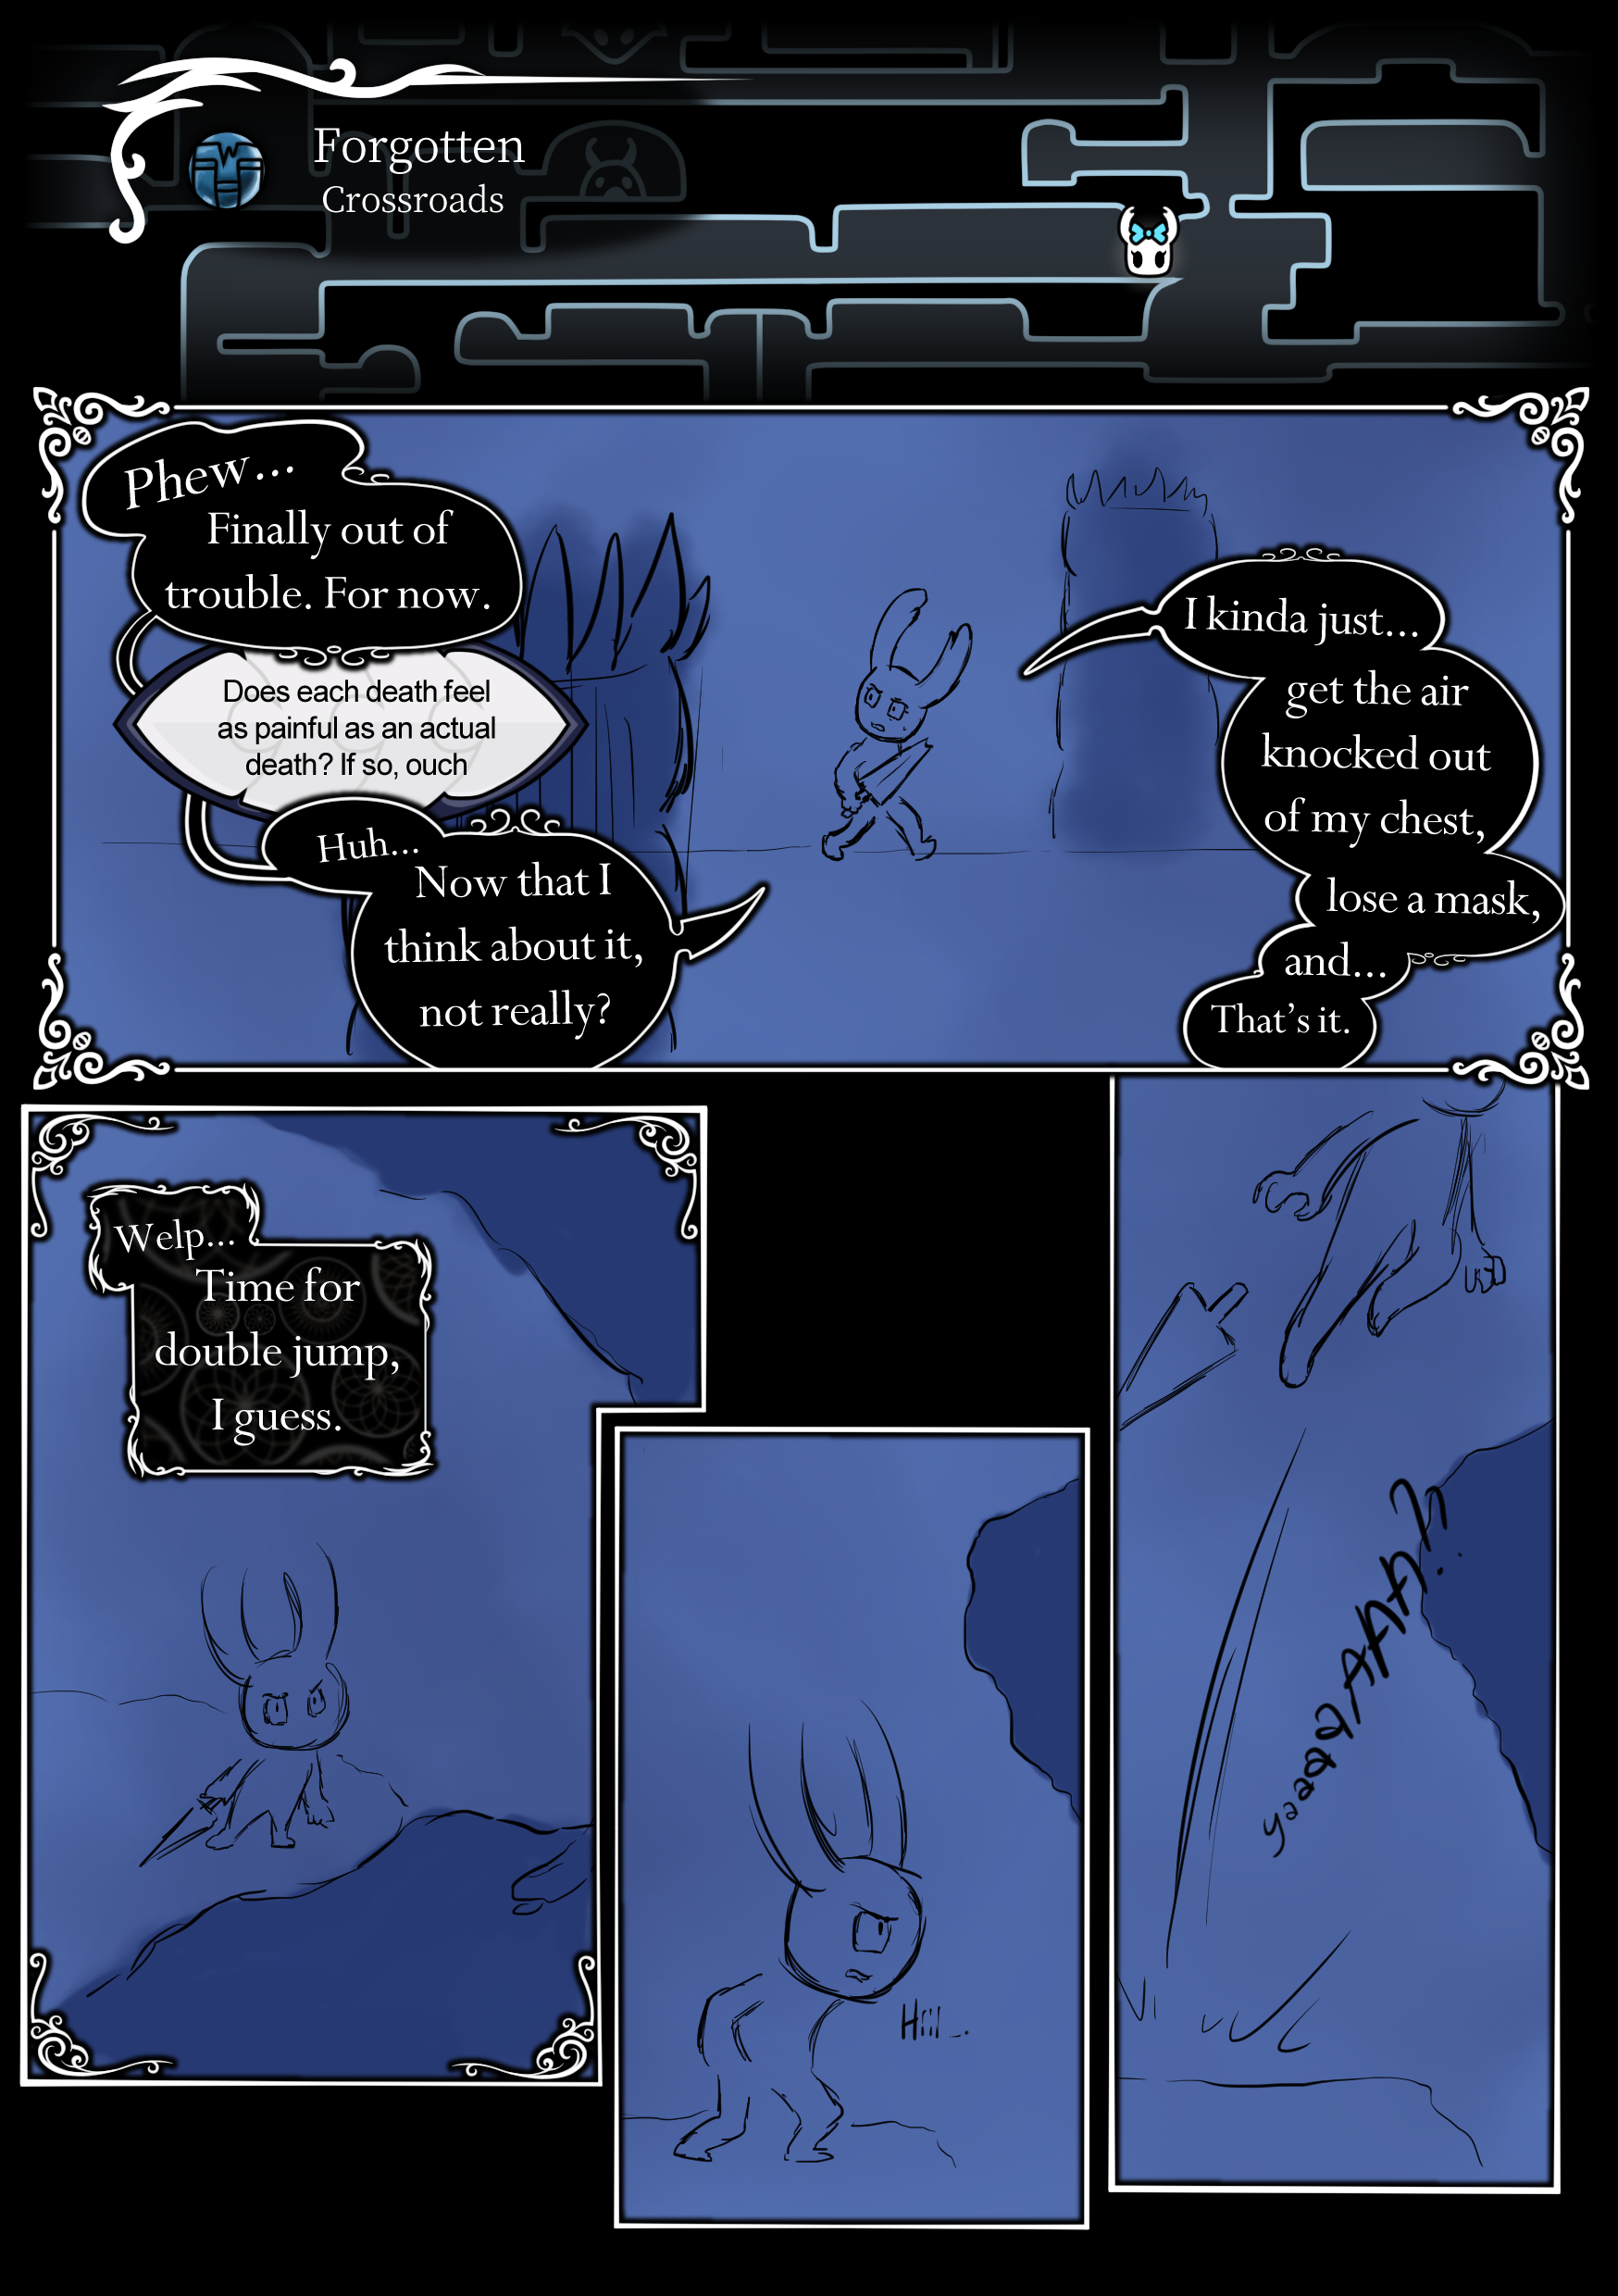 Forgotten
Crossroads
Phew...
Finally out of
trouble. For now.
Does each death feel
as painful as an actual
death? If so, ouch
Huh...
Now that I
think about it,
not really?
I kinda just...
get the air
knocked out
of my chest,
lose a mask,
and...
That's it.
Welp...
Time for
double jump,
I guess.
Hiii...